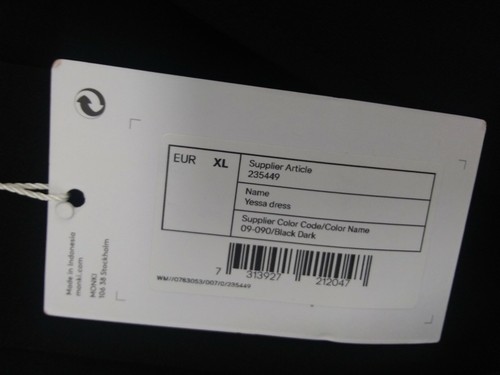 EUR XL
Supplier Article
235449
Name
Yessa dress
Supplier Color Code/Color Name
09-090/Black Dark
7 313927 212047
Made in Indonesia
monki.com
MONKI
106 38 Stockholm